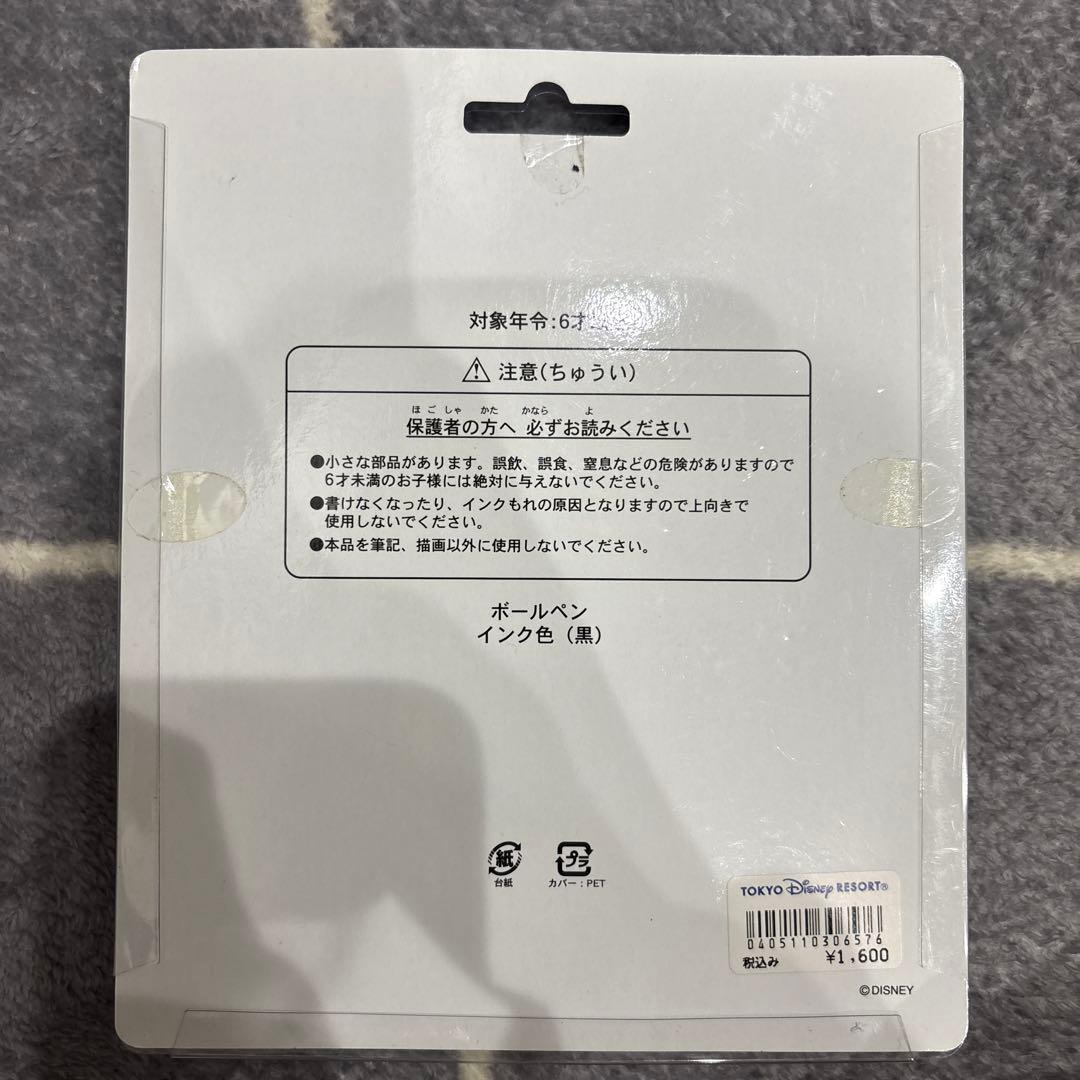 対象年令:6才
⚠ 注意(ちゅうい)
ほごしゃ かた かなら よ
保護者の方へ 必ずお読みください
●小さな部品があります。誤飲、誤食、窒息などの危険がありますので
6才未満のお子様には絶対に与えないでください。
●書けなくなったり、インクもれの原因となりますので上向きで
使用しないでください。
●本品を筆記、描画以外に使用しないでください。
ボールペン
インク色（黒）
紙
台紙
プラ
カバー：PET
TOKYO Disney RESORT®
0405110306576
税込み ¥1,600
©DISNEY